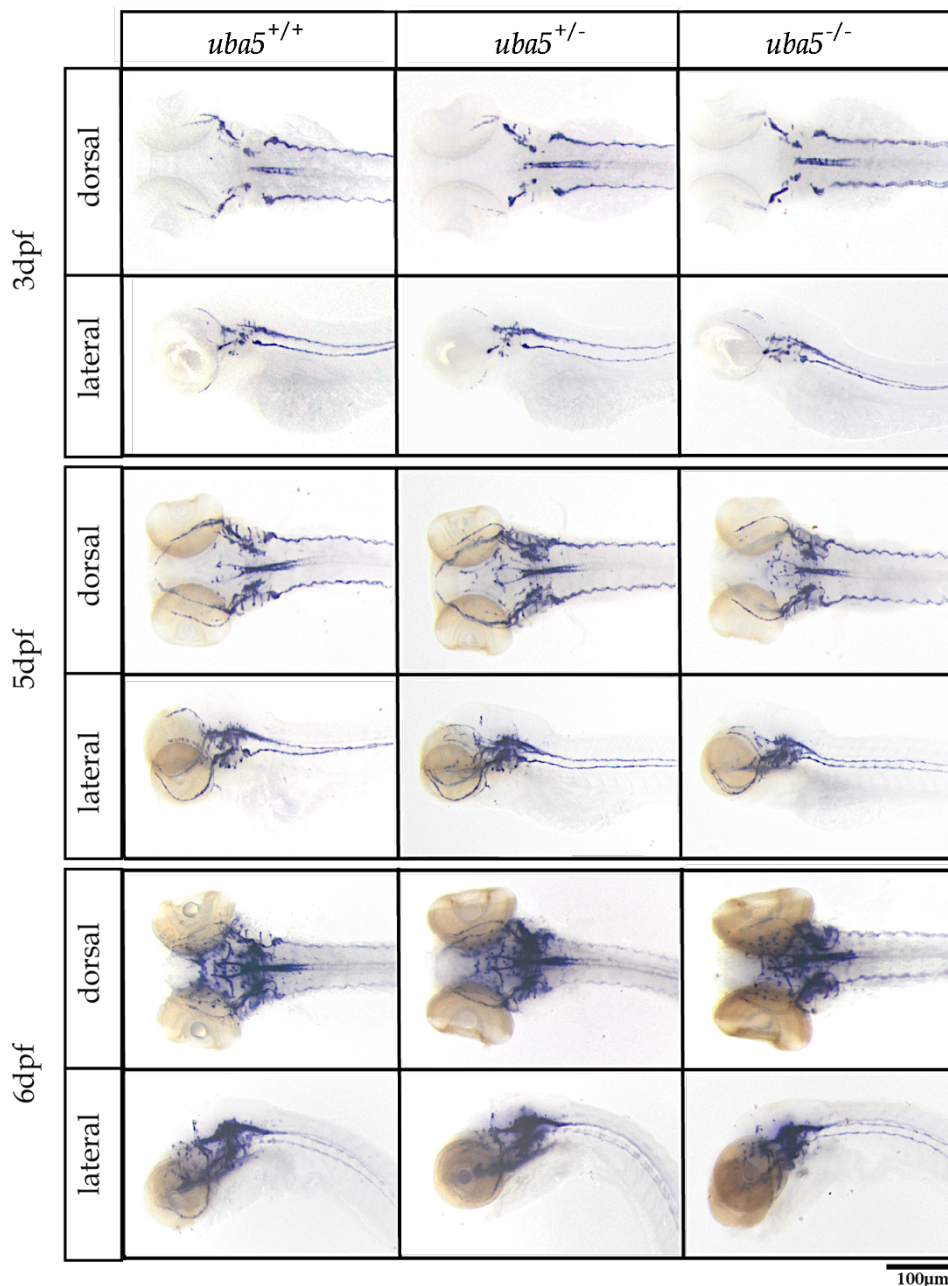 uba5+/+ uba5+/- uba5-/-
3dpf
dorsal
lateral
5dpf
dorsal
lateral
6dpf
dorsal
lateral
100µm